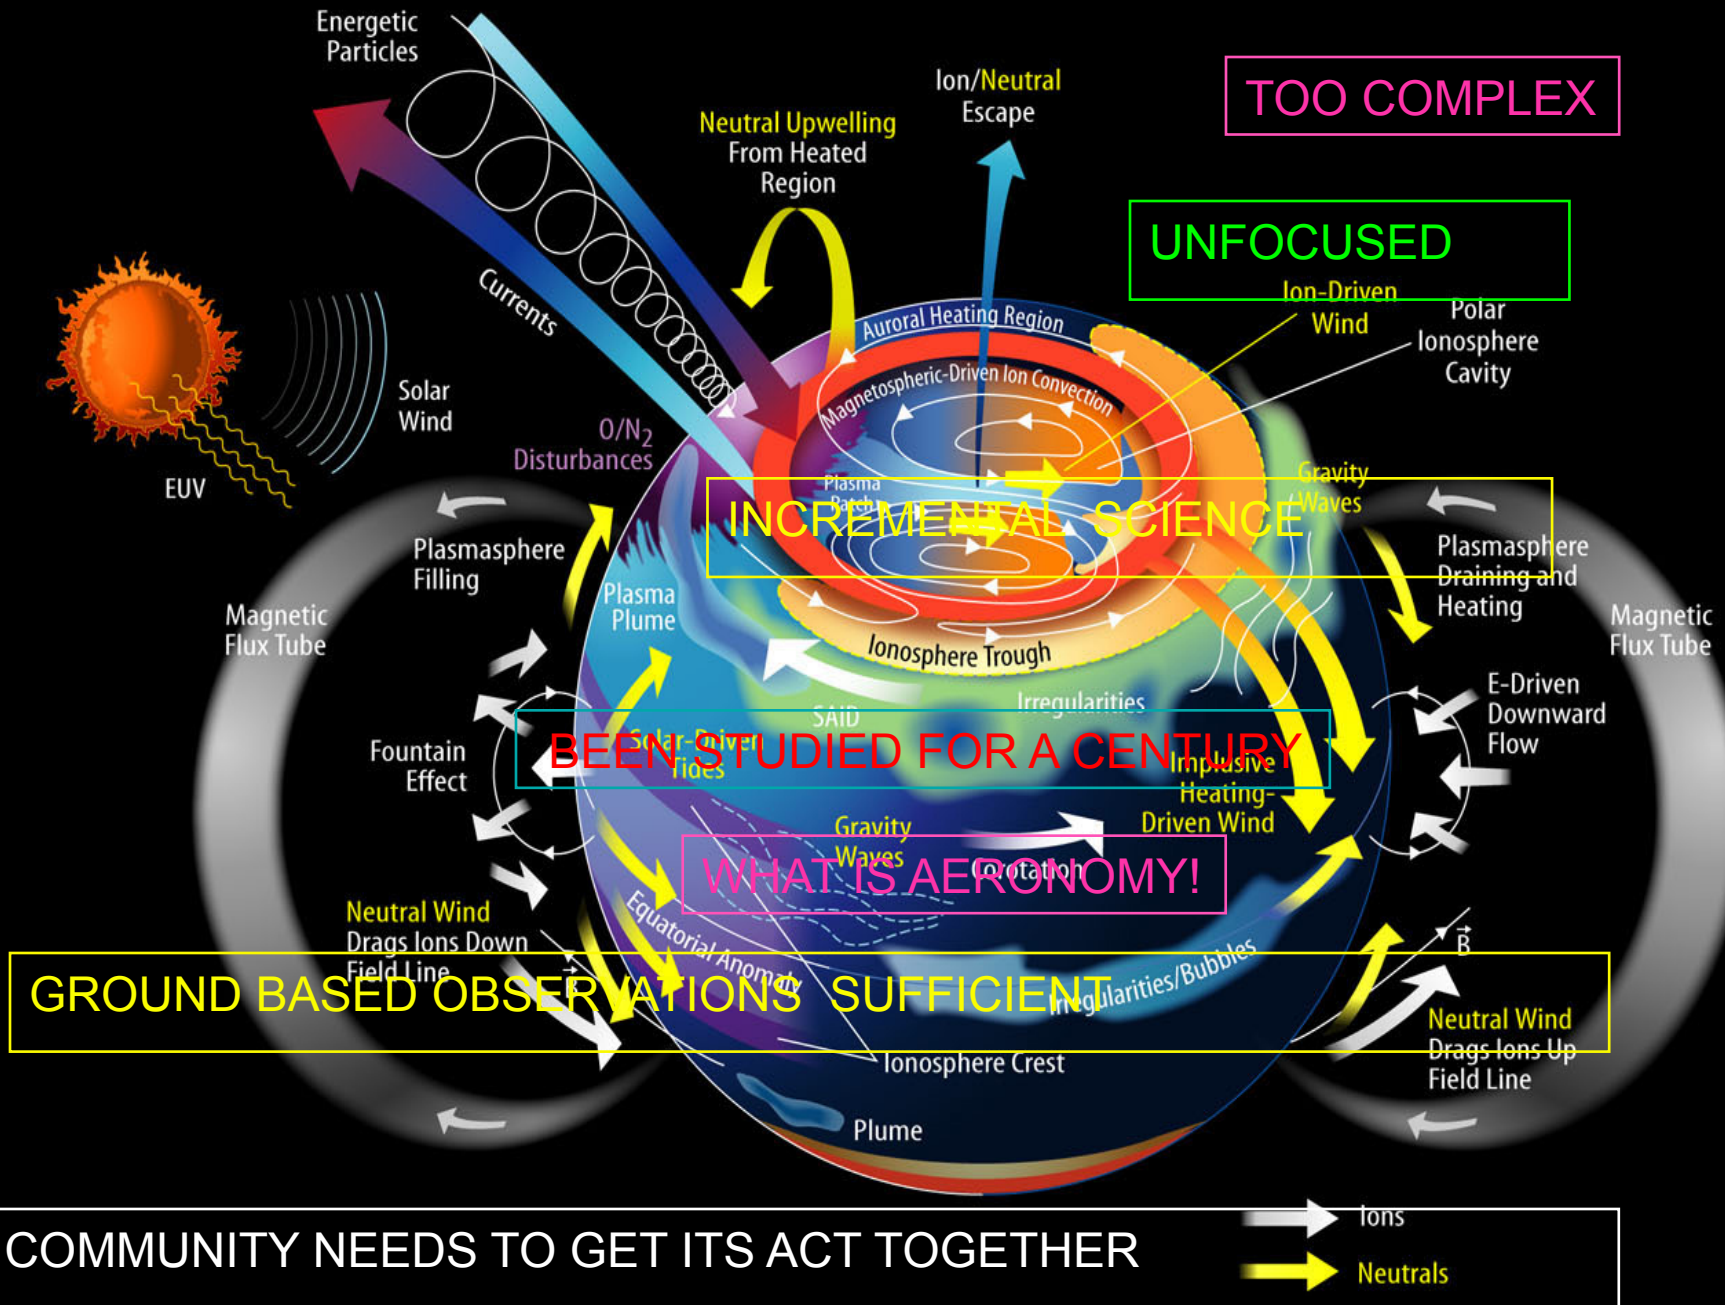 Energetic
Particles
Ion/Neutral
Escape
TOO COMPLEX
Neutral Upwelling
From Heated
Region
UNFOCUSED
Ion-Driven
Wind
Polar
Ionosphere
Cavity
Currents
Auroral Heating Region
Magnetospheric-Driven Ion Convection
Solar
Wind
EUV
O/N2
Disturbances
Plasma
Patch
Gravity
Waves
INCREMENTAL SCIENCE
Plasmasphere
Filling
Plasmasphere
Draining and
Heating
Plasma
Plume
Magnetic
Flux Tube
Magnetic
Flux Tube
Ionosphere Trough
SAID
Irregularities
E-Driven
Downward
Flow
BEEN STUDIED FOR A CENTURY
Solar-Driven
Tides
Fountain
Effect
Implusive
Heating-
Driven Wind
Gravity
Waves
Corotation
WHAT IS AERONOMY!
Neutral Wind
Drags Ions Down
Field Line
B
Equatorial Anomaly
Irregularities/Bubbles
B
GROUND BASED OBSERVATIONS SUFFICIENT
Neutral Wind
Drags Ions Up
Field Line
Ionosphere Crest
Plume
COMMUNITY NEEDS TO GET ITS ACT TOGETHER
Ions
Neutrals